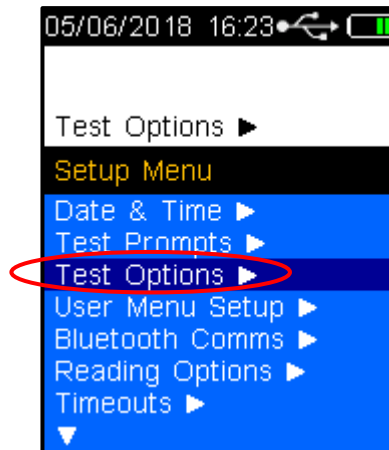 05/06/2018 16:23
Test Options ▶
Setup Menu
Date & Time ▶
Test Prompts ▶
Test Options ▶
User Menu Setup ▶
Bluetooth Comms ▶
Reading Options ▶
Timeouts ▶
▼